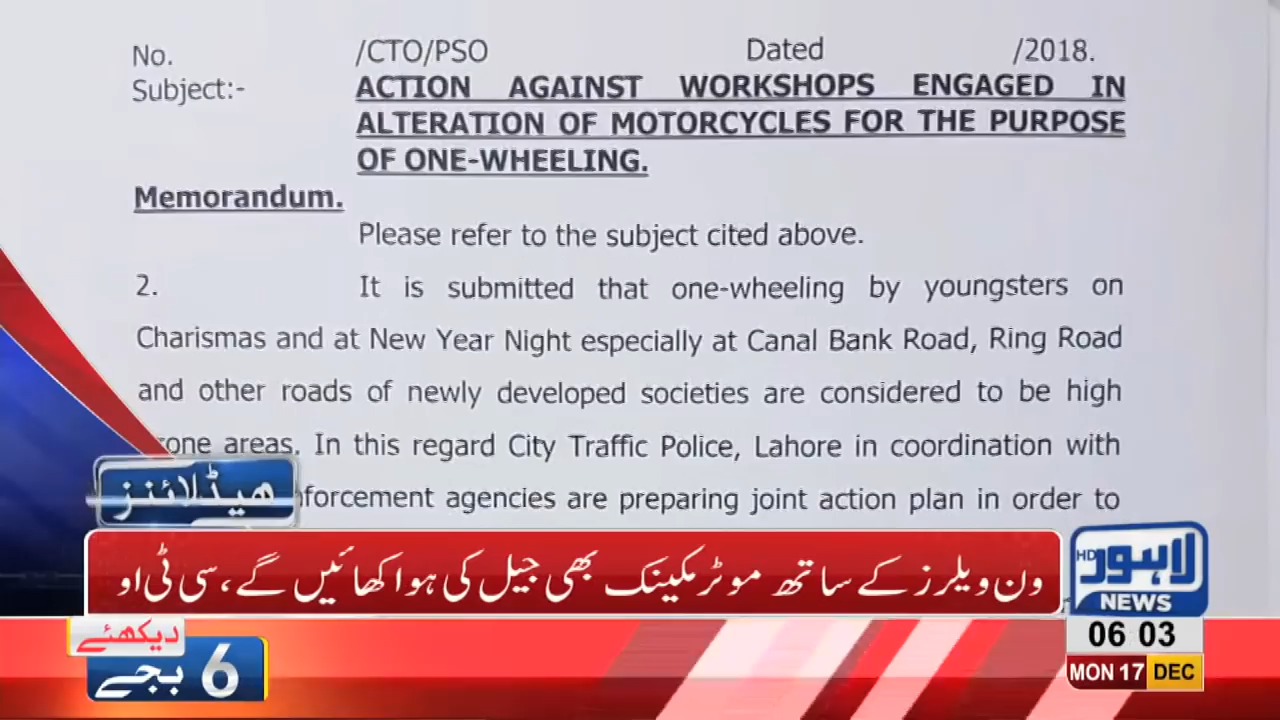 No. /CTO/PSO Dated /2018.
Subject:- ACTION AGAINST WORKSHOPS ENGAGED IN
ALTERATION OF MOTORCYCLES FOR THE PURPOSE
OF ONE-WHEELING.
Memorandum.
Please refer to the subject cited above.
2. It is submitted that one-wheeling by youngsters on
Charismas and at New Year Night especially at Canal Bank Road, Ring Road
and other roads of newly developed societies are considered to be high
zone areas. In this regard City Traffic Police, Lahore in coordination with
nforcement agencies are preparing joint action plan in order to
ہیڈلائنز
ون ویلرز کے ساتھ موٹر مکینک بھی جیل کی ہوا کھائیں گے، سی ٹی او
لاہور HD
NEWS
06 03
MON 17 DEC
دیکھئے
6 بجے